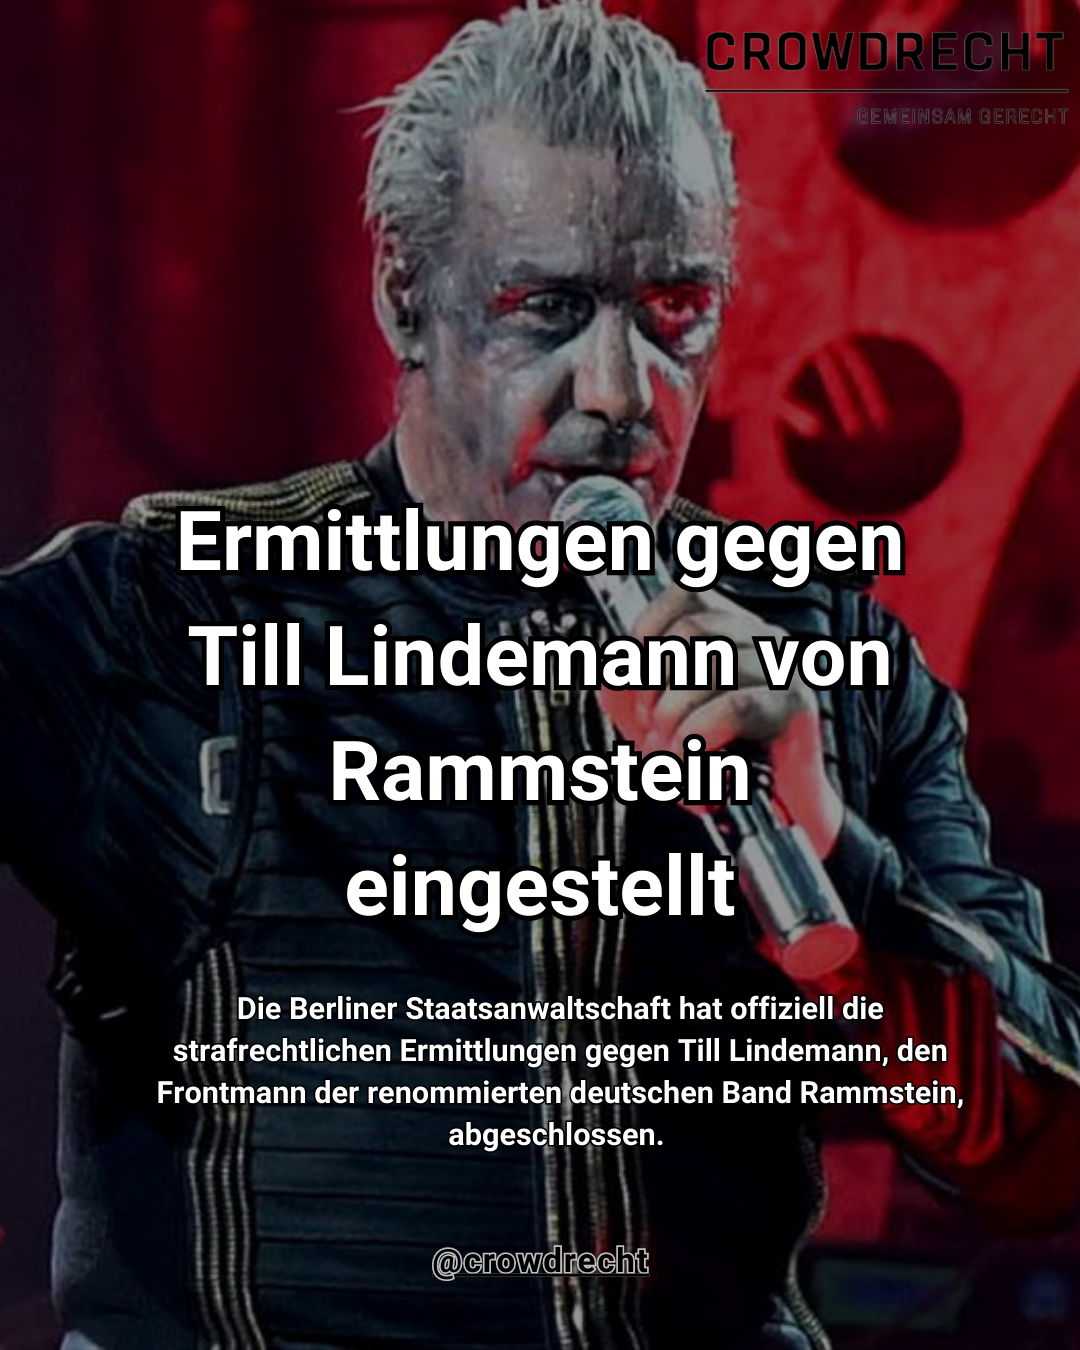 CROWDRECHT
GEMEINSAM GERECHT
Ermittlungen gegen
Till Lindemann von
Rammstein
eingestellt
Die Berliner Staatsanwaltschaft hat offiziell die
strafrechtlichen Ermittlungen gegen Till Lindemann, den
Frontmann der renommierten deutschen Band Rammstein,
abgeschlossen.
@crowdrecht